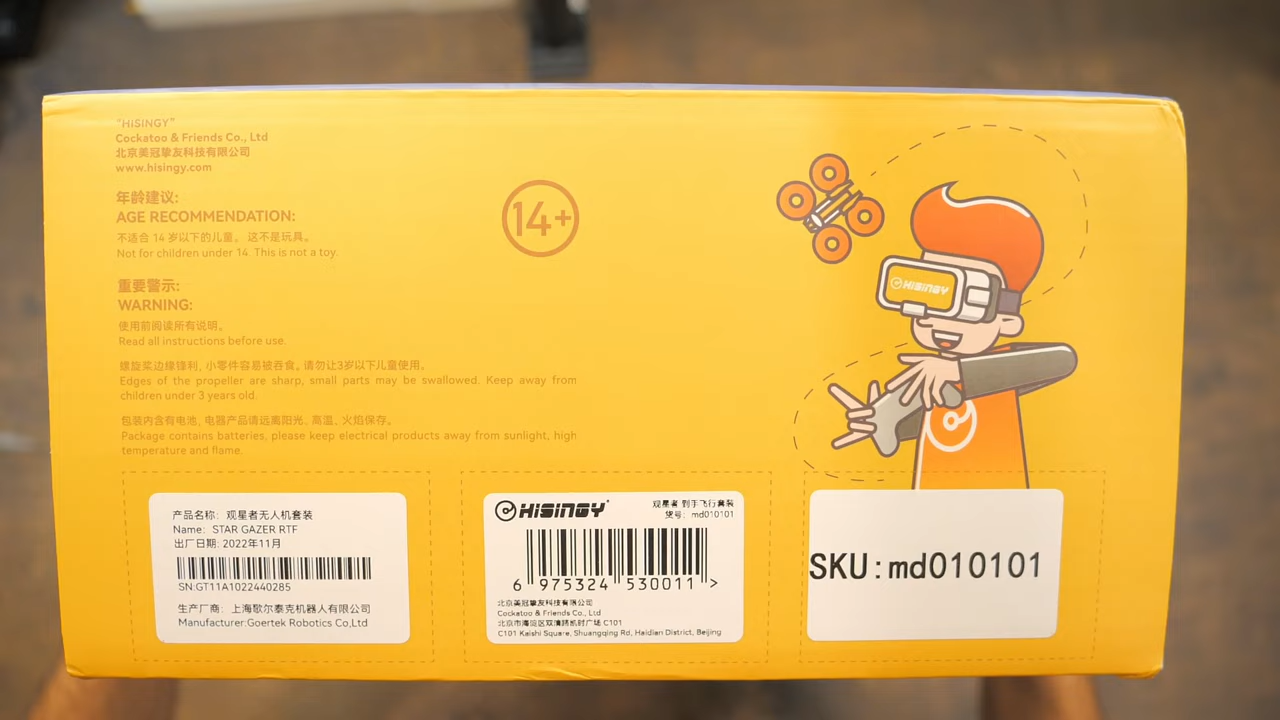 "HISINGY"
Cockatoo & Friends Co., Ltd
北京美冠挚友科技有限公司
www.hisingy.com
年龄建议:
AGE RECOMMENDATION:
不适合 14 岁以下的儿童。 这不是玩具。
Not for children under 14. This is not a toy.
14+
重要警示:
WARNING:
使用前阅读所有说明。
Read all instructions before use.
螺旋桨边缘锋利, 小零件容易被吞食, 请勿让3岁以下儿童使用。
Edges of the propeller are sharp, small parts may be swallowed. Keep away from
children under 3 years old.
包装内含有电池、电器产品请远离阳光、高温、火焰保存。
Package contains batteries, please keep electrical products away from sunlight, high
temperature and flame.
HISINGY
产品名称: 观星者无人机套装
Name: STAR GAZER RTF
出厂日期: 2022年11月
SN:GT11A1022440285
生产厂商: 上海歌尔泰克机器人有限公司
Manufacturer:Goertek Robotics Co,Ltd
HISINGY
观星者 到手飞行套装
货号: md010101
6 975324 530011 >
北京美冠挚友科技有限公司
Cockatoo & Friends Co., Ltd
北京市海淀区双清路凯时广场 C101
C101 Kaishi Square, Shuangqing Rd, Haidian District, Beijing
SKU:md010101